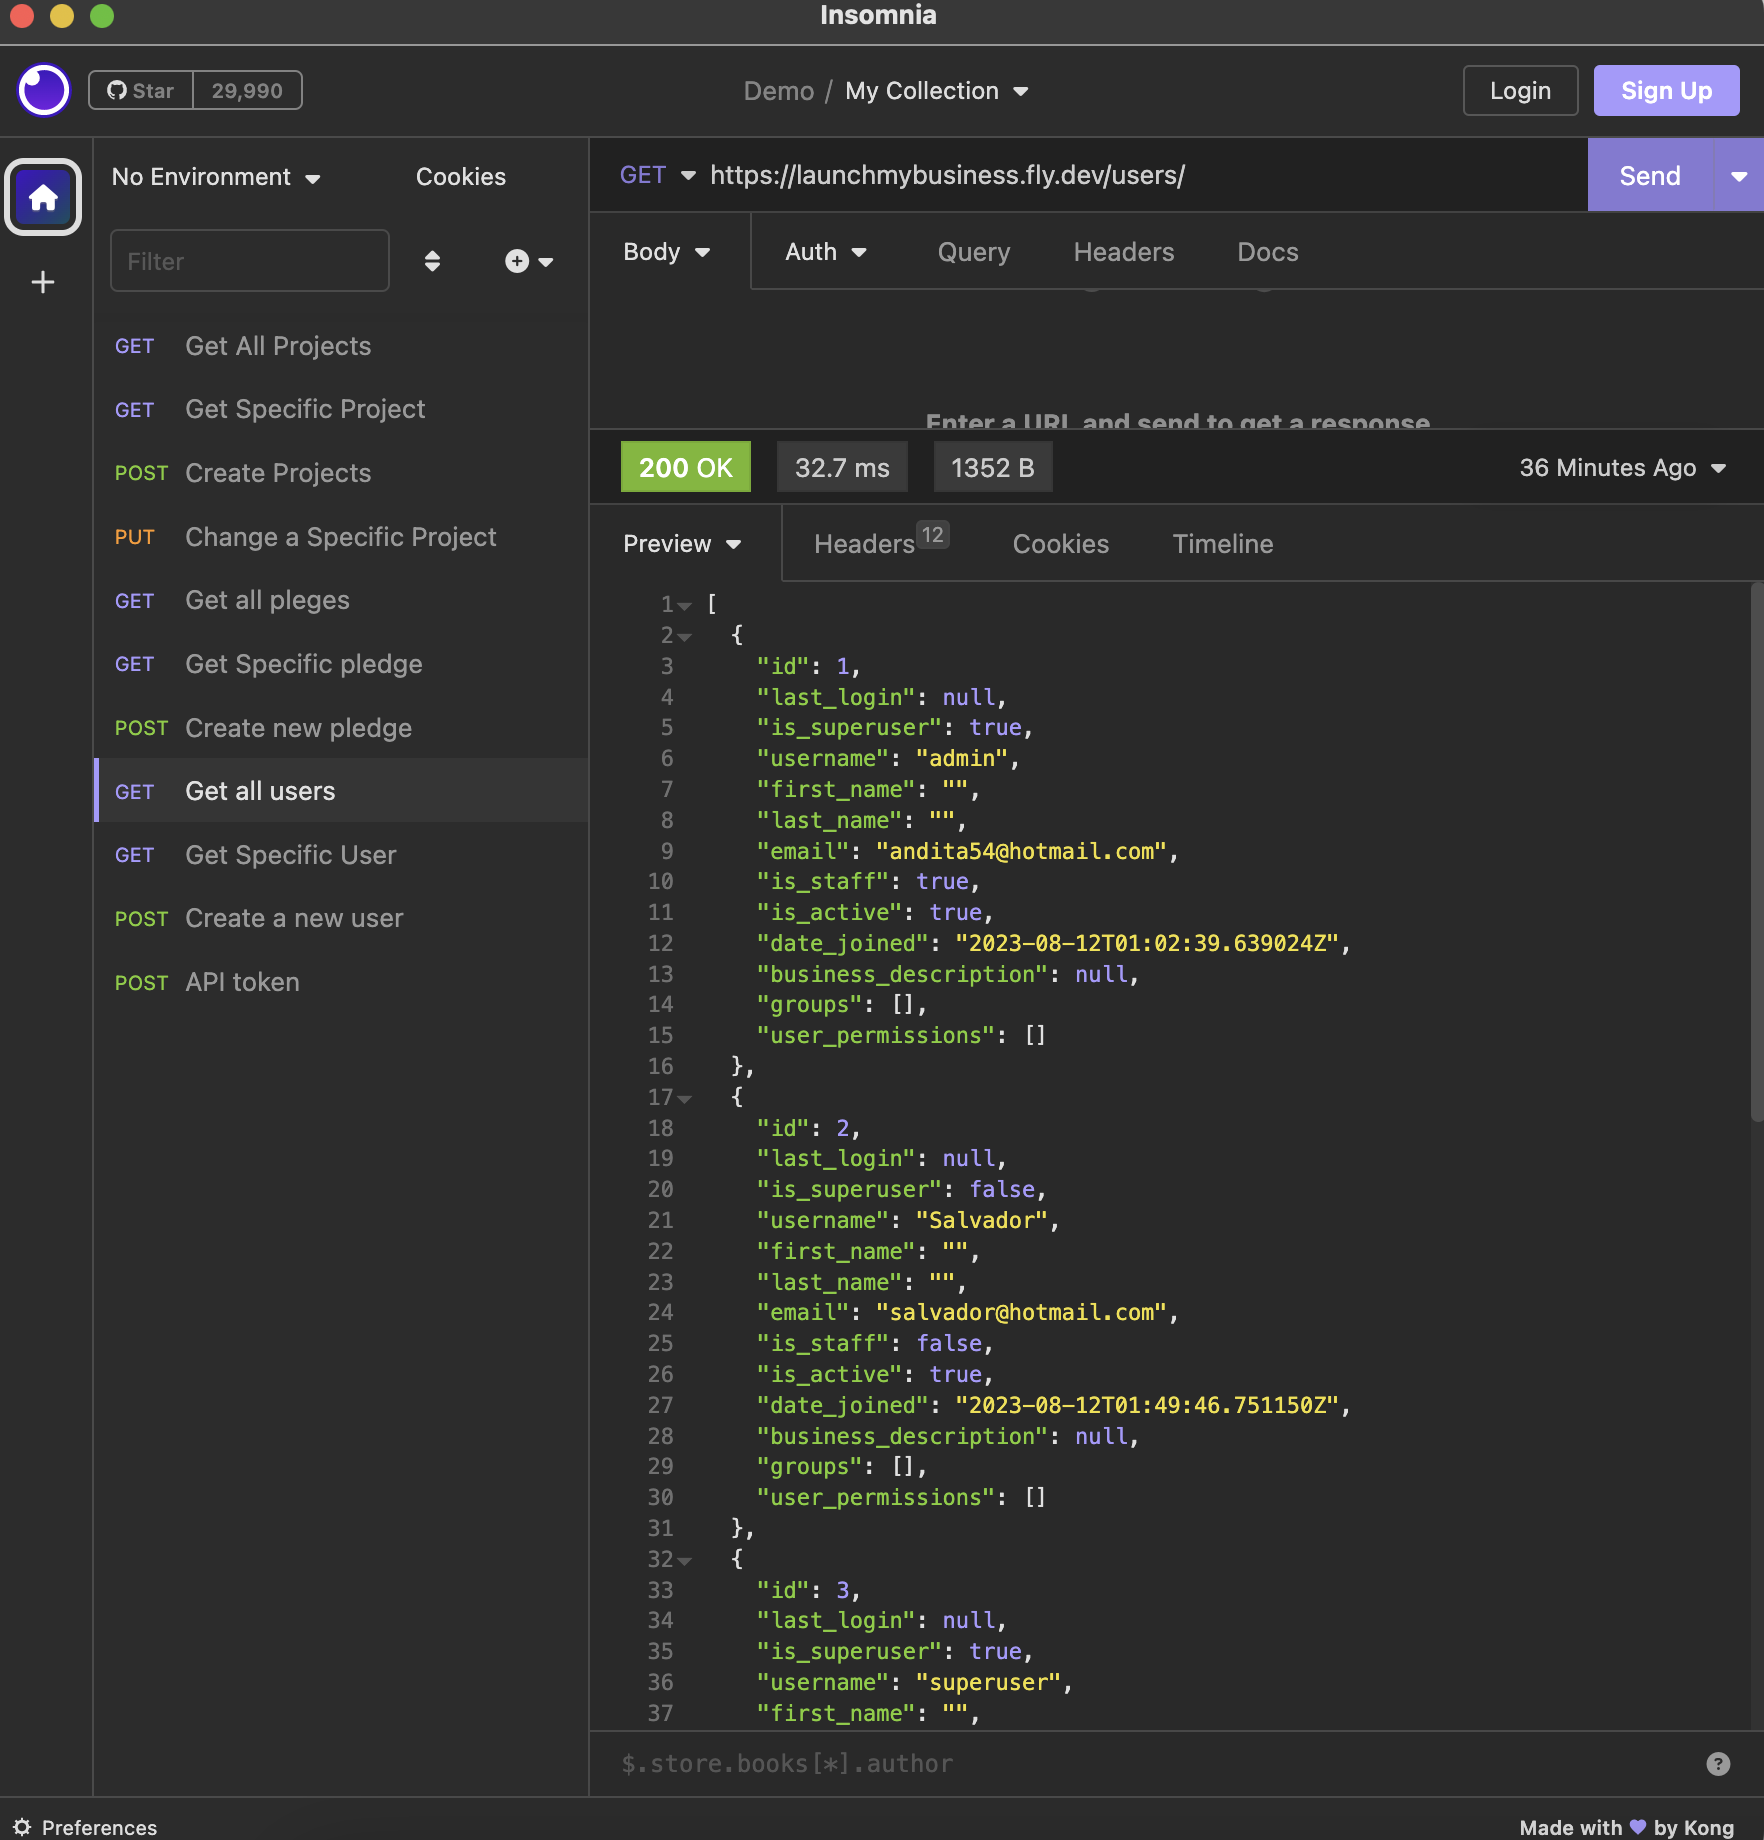 Insomnia
Star 29,990
Demo / My Collection
Login
Sign Up
No Environment
Cookies
Filter
GET Get All Projects
GET Get Specific Project
POST Create Projects
PUT Change a Specific Project
GET Get all pleges
GET Get Specific pledge
POST Create new pledge
GET Get all users
GET Get Specific User
POST Create a new user
POST API token
GET https://launchmybusiness.fly.dev/users/
Send
Body Auth Query Headers Docs
Enter a URL and send to get a response
200 OK 32.7 ms 1352 B 36 Minutes Ago
Preview Headers 12 Cookies Timeline
1 [
2 {
3 "id": 1,
4 "last_login": null,
5 "is_superuser": true,
6 "username": "admin",
7 "first_name": "",
8 "last_name": "",
9 "email": "andita54@hotmail.com",
10 "is_staff": true,
11 "is_active": true,
12 "date_joined": "2023-08-12T01:02:39.639024Z",
13 "business_description": null,
14 "groups": [],
15 "user_permissions": []
16 },
17 {
18 "id": 2,
19 "last_login": null,
20 "is_superuser": false,
21 "username": "Salvador",
22 "first_name": "",
23 "last_name": "",
24 "email": "salvador@hotmail.com",
25 "is_staff": false,
26 "is_active": true,
27 "date_joined": "2023-08-12T01:49:46.751150Z",
28 "business_description": null,
29 "groups": [],
30 "user_permissions": []
31 },
32 {
33 "id": 3,
34 "last_login": null,
35 "is_superuser": true,
36 "username": "superuser",
37 "first_name": "",
$.store.books[*].author
Preferences
Made with 💜 by Kong